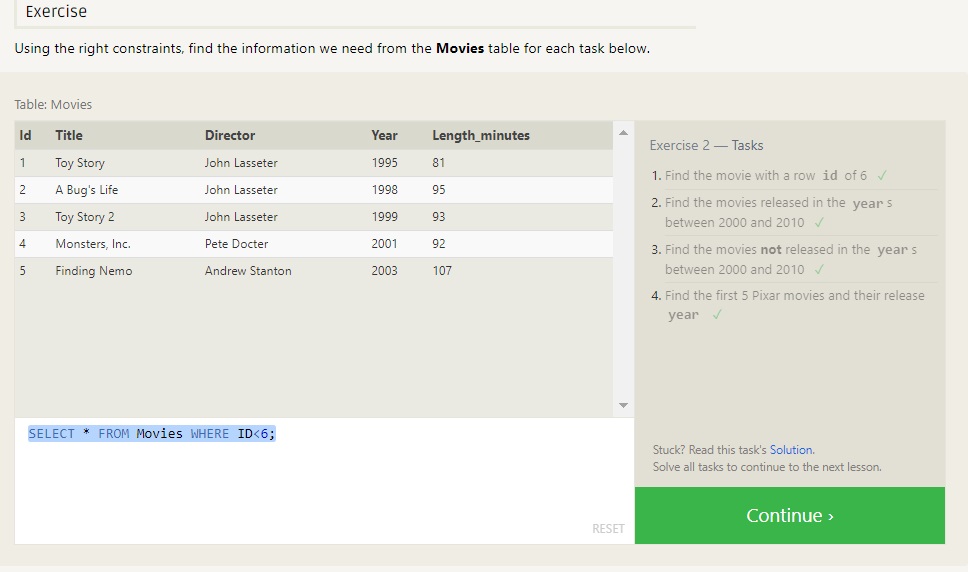 Exercise
Using the right constraints, find the information we need from the Movies table for each task below.
Table: Movies
Id Title Director Year Length_minutes
1 Toy Story John Lasseter 1995 81
2 A Bug's Life John Lasseter 1998 95
3 Toy Story 2 John Lasseter 1999 93
4 Monsters, Inc. Pete Docter 2001 92
5 Finding Nemo Andrew Stanton 2003 107
SELECT * FROM Movies WHERE ID<6;
RESET
Exercise 2 — Tasks
1. Find the movie with a row id of 6 ✓
2. Find the movies released in the year s
between 2000 and 2010 ✓
3. Find the movies not released in the year s
between 2000 and 2010 ✓
4. Find the first 5 Pixar movies and their release
year ✓
Stuck? Read this task's Solution.
Solve all tasks to continue to the next lesson.
Continue ›